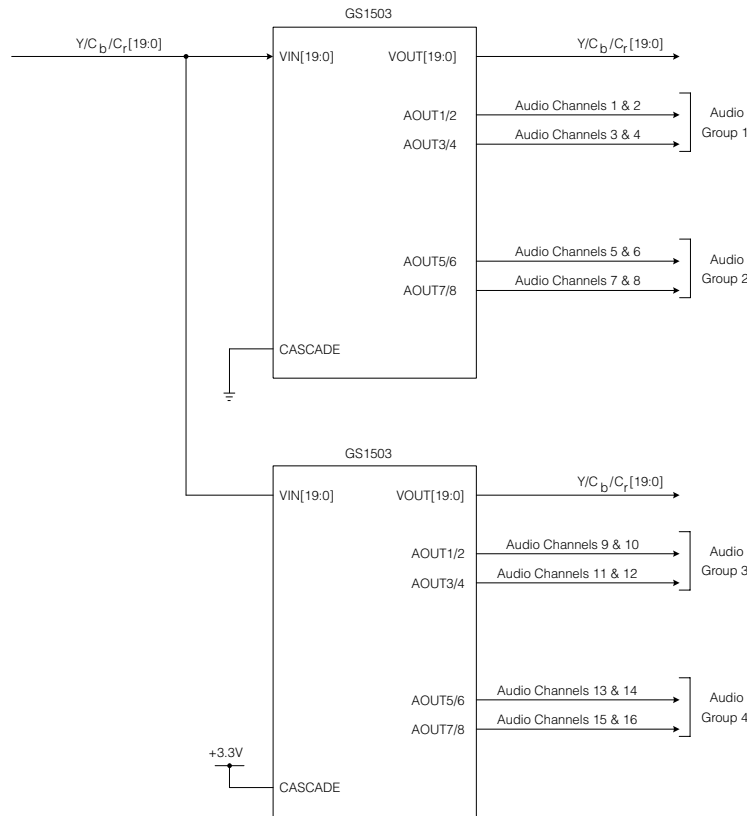 GS1503
Y/Cb/Cr[19:0]
VIN[19:0]
VOUT[19:0]
Y/Cb/Cr[19:0]
AOUT1/2
Audio Channels 1 & 2
AOUT3/4
Audio Channels 3 & 4
Audio
Group 1
AOUT5/6
Audio Channels 5 & 6
AOUT7/8
Audio Channels 7 & 8
Audio
Group 2
CASCADE
GS1503
VIN[19:0]
VOUT[19:0]
Y/Cb/Cr[19:0]
AOUT1/2
Audio Channels 9 & 10
AOUT3/4
Audio Channels 11 & 12
Audio
Group 3
AOUT5/6
Audio Channels 13 & 14
AOUT7/8
Audio Channels 15 & 16
Audio
Group 4
+3.3V
CASCADE